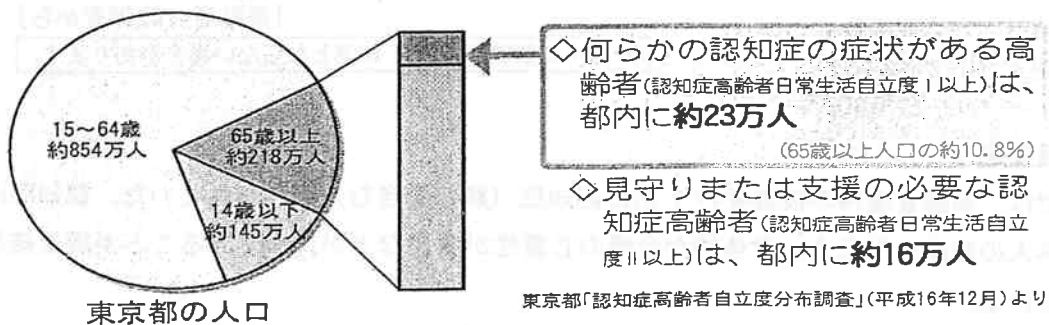 15～64歳
約854万人
65歳以上
約218万人
14歳以下
約145万人
東京都の人口
◇何らかの認知症の症状がある高
齢者(認知症高齢者日常生活自立度Ⅰ以上)は、
都内に約23万人
(65歳以上人口の約10.8%)
◇見守りまたは支援の必要な認
知症高齢者(認知症高齢者日常生活自立
度Ⅱ以上)は、都内に約16万人
東京都「認知症高齢者自立度分布調査」(平成16年12月)より